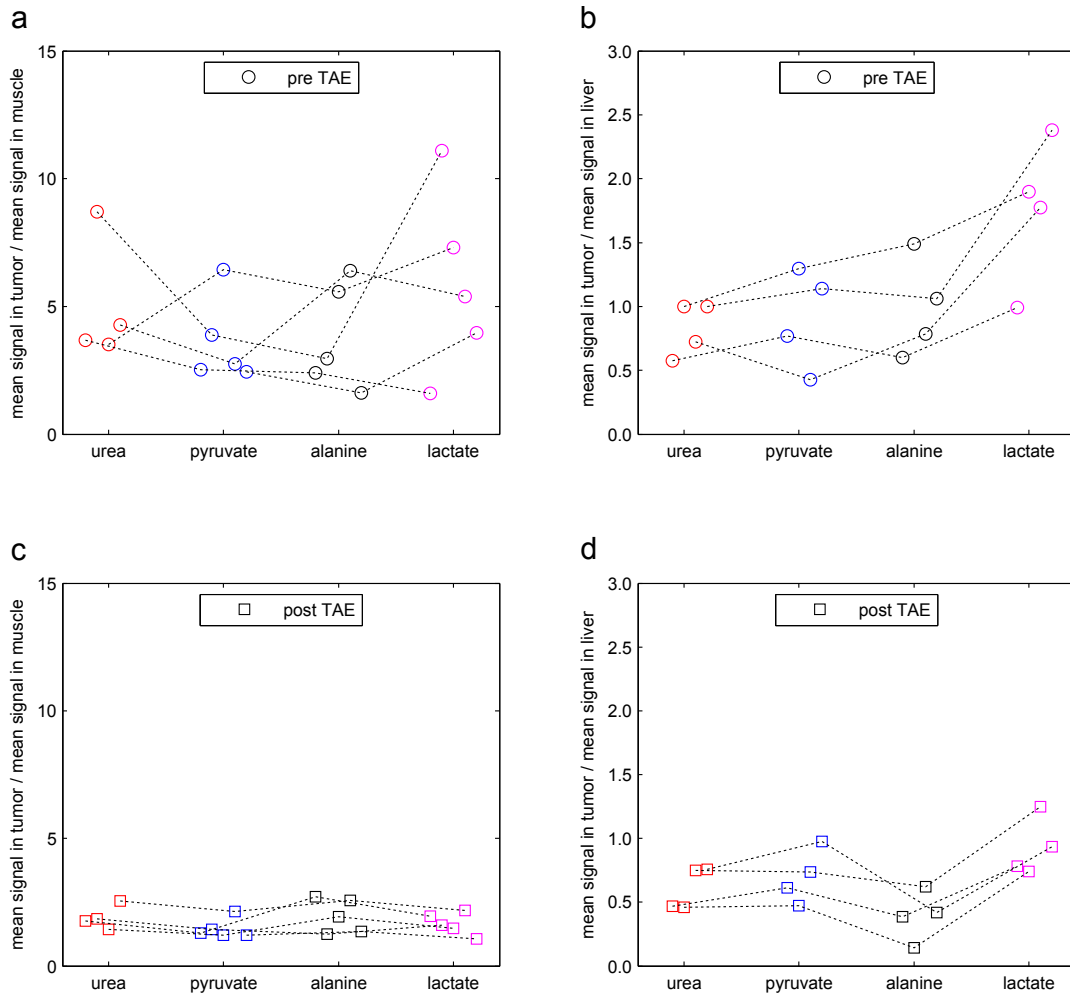 a
mean signal in tumor / mean signal in muscle
15
10
5
0
pre TAE
urea pyruvate alanine lactate
b
mean signal in tumor / mean signal in liver
3.0
2.5
2.0
1.5
1.0
0.5
0.0
pre TAE
urea pyruvate alanine lactate
c
mean signal in tumor / mean signal in muscle
15
10
5
0
post TAE
urea pyruvate alanine lactate
d
mean signal in tumor / mean signal in liver
3.0
2.5
2.0
1.5
1.0
0.5
0.0
post TAE
urea pyruvate alanine lactate